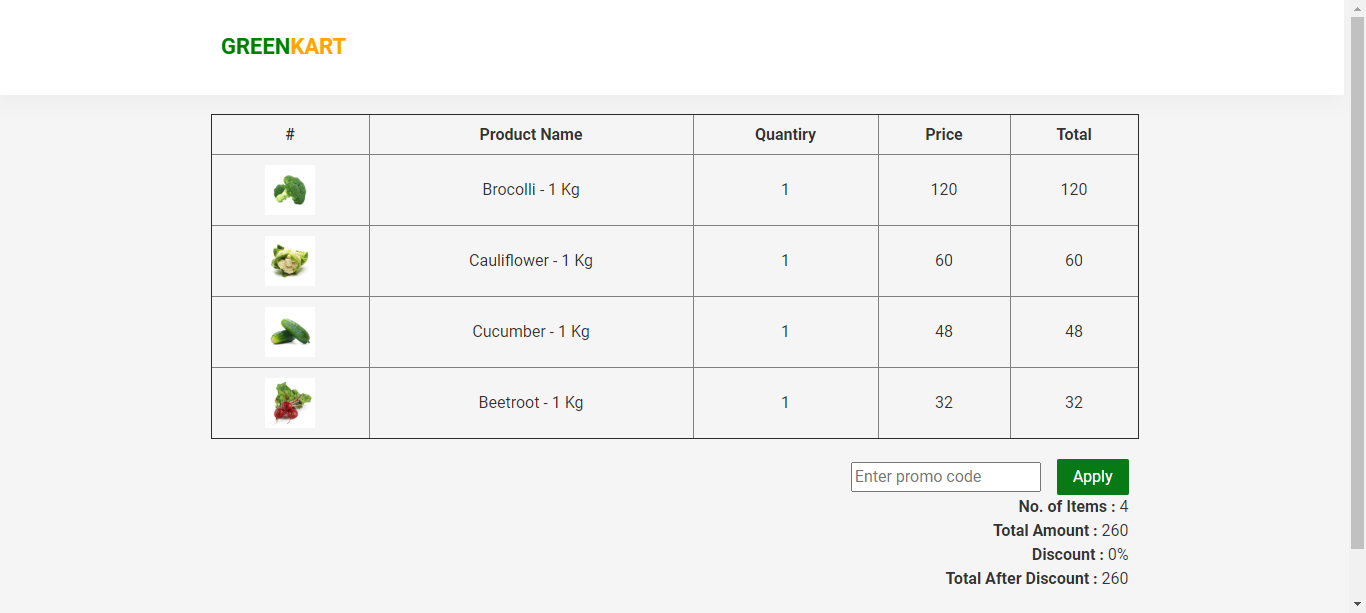 GREENKART
# Product Name Quantiry Price Total
Brocolli - 1 Kg 1 120 120
Cauliflower - 1 Kg 1 60 60
Cucumber - 1 Kg 1 48 48
Beetroot - 1 Kg 1 32 32
Enter promo code Apply
No. of Items : 4
Total Amount : 260
Discount : 0%
Total After Discount : 260